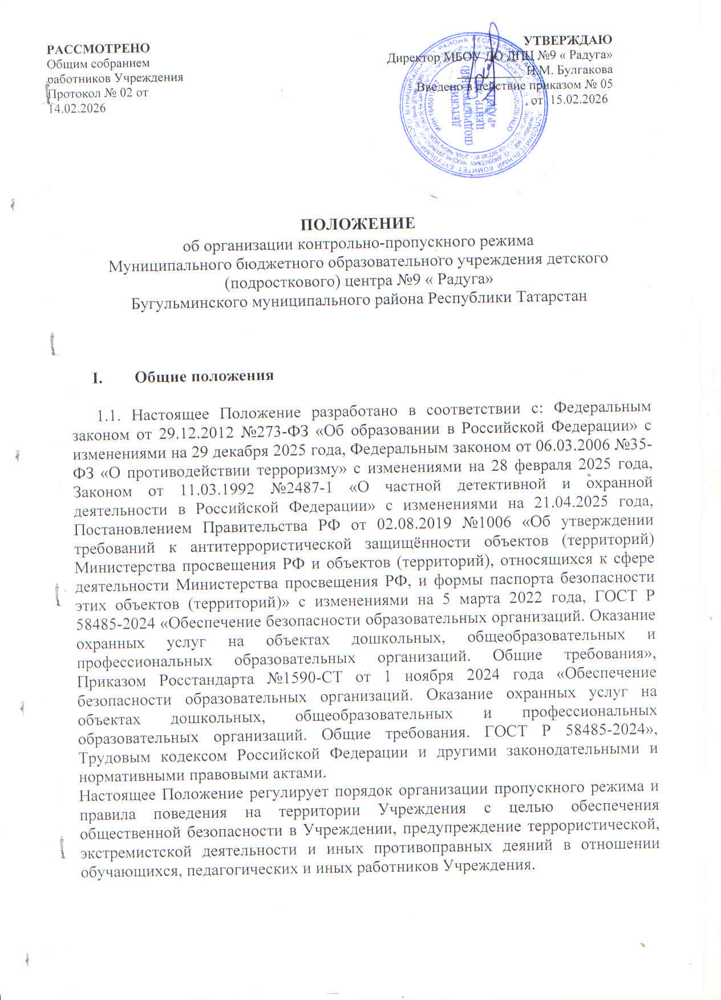 РАССМОТРЕНО
Общим собранием
работников Учреждения
Протокол № 02 от
14.02.2026
УТВЕРЖДАЮ
Директор МБОУ ДО ДПЦ №9 « Радуга»
Н.М. Булгакова
Введено в действие приказом № 05
от 15.02.2026
ДЕТСКИЙ
(ПОДРОСТКОВЫЙ)
ЦЕНТР
ПОЛОЖЕНИЕ
об организации контрольно-пропускного режима
Муниципального бюджетного образовательного учреждения детского
(подросткового) центра №9 « Радуга»
Бугульминского муниципального района Республики Татарстан
I. Общие положения
1.1. Настоящее Положение разработано в соответствии с: Федеральным
законом от 29.12.2012 №273-ФЗ «Об образовании в Российской Федерации» с
изменениями на 29 декабря 2025 года, Федеральным законом от 06.03.2006 №35-
ФЗ «О противодействии терроризму» с изменениями на 28 февраля 2025 года,
Законом от 11.03.1992 №2487-1 «О частной детективной и охранной
деятельности в Российской Федерации» с изменениями на 21.04.2025 года,
Постановлением Правительства РФ от 02.08.2019 №1006 «Об утверждении
требований к антитеррористической защищённости объектов (территорий)
Министерства просвещения РФ и объектов (территорий), относящихся к сфере
деятельности Министерства просвещения РФ, и формы паспорта безопасности
этих объектов (территорий)» с изменениями на 5 марта 2022 года, ГОСТ Р
58485-2024 «Обеспечение безопасности образовательных организаций. Оказание
охранных услуг на объектах дошкольных, общеобразовательных и
профессиональных образовательных организаций. Общие требования»,
Приказом Росстандарта №1590-СТ от 1 ноября 2024 года «Обеспечение
безопасности образовательных организаций. Оказание охранных услуг на
объектах дошкольных, общеобразовательных и профессиональных
образовательных организаций. Общие требования. ГОСТ Р 58485-2024»,
Трудовым кодексом Российской Федерации и другими законодательными и
нормативными правовыми актами.
Настоящее Положение регулирует порядок организации пропускного режима и
правила поведения на территории Учреждения с целью обеспечения
общественной безопасности в Учреждении, предупреждение террористической,
экстремистской деятельности и иных противоправных деяний в отношении
обучающихся, педагогических и иных работников Учреждения.